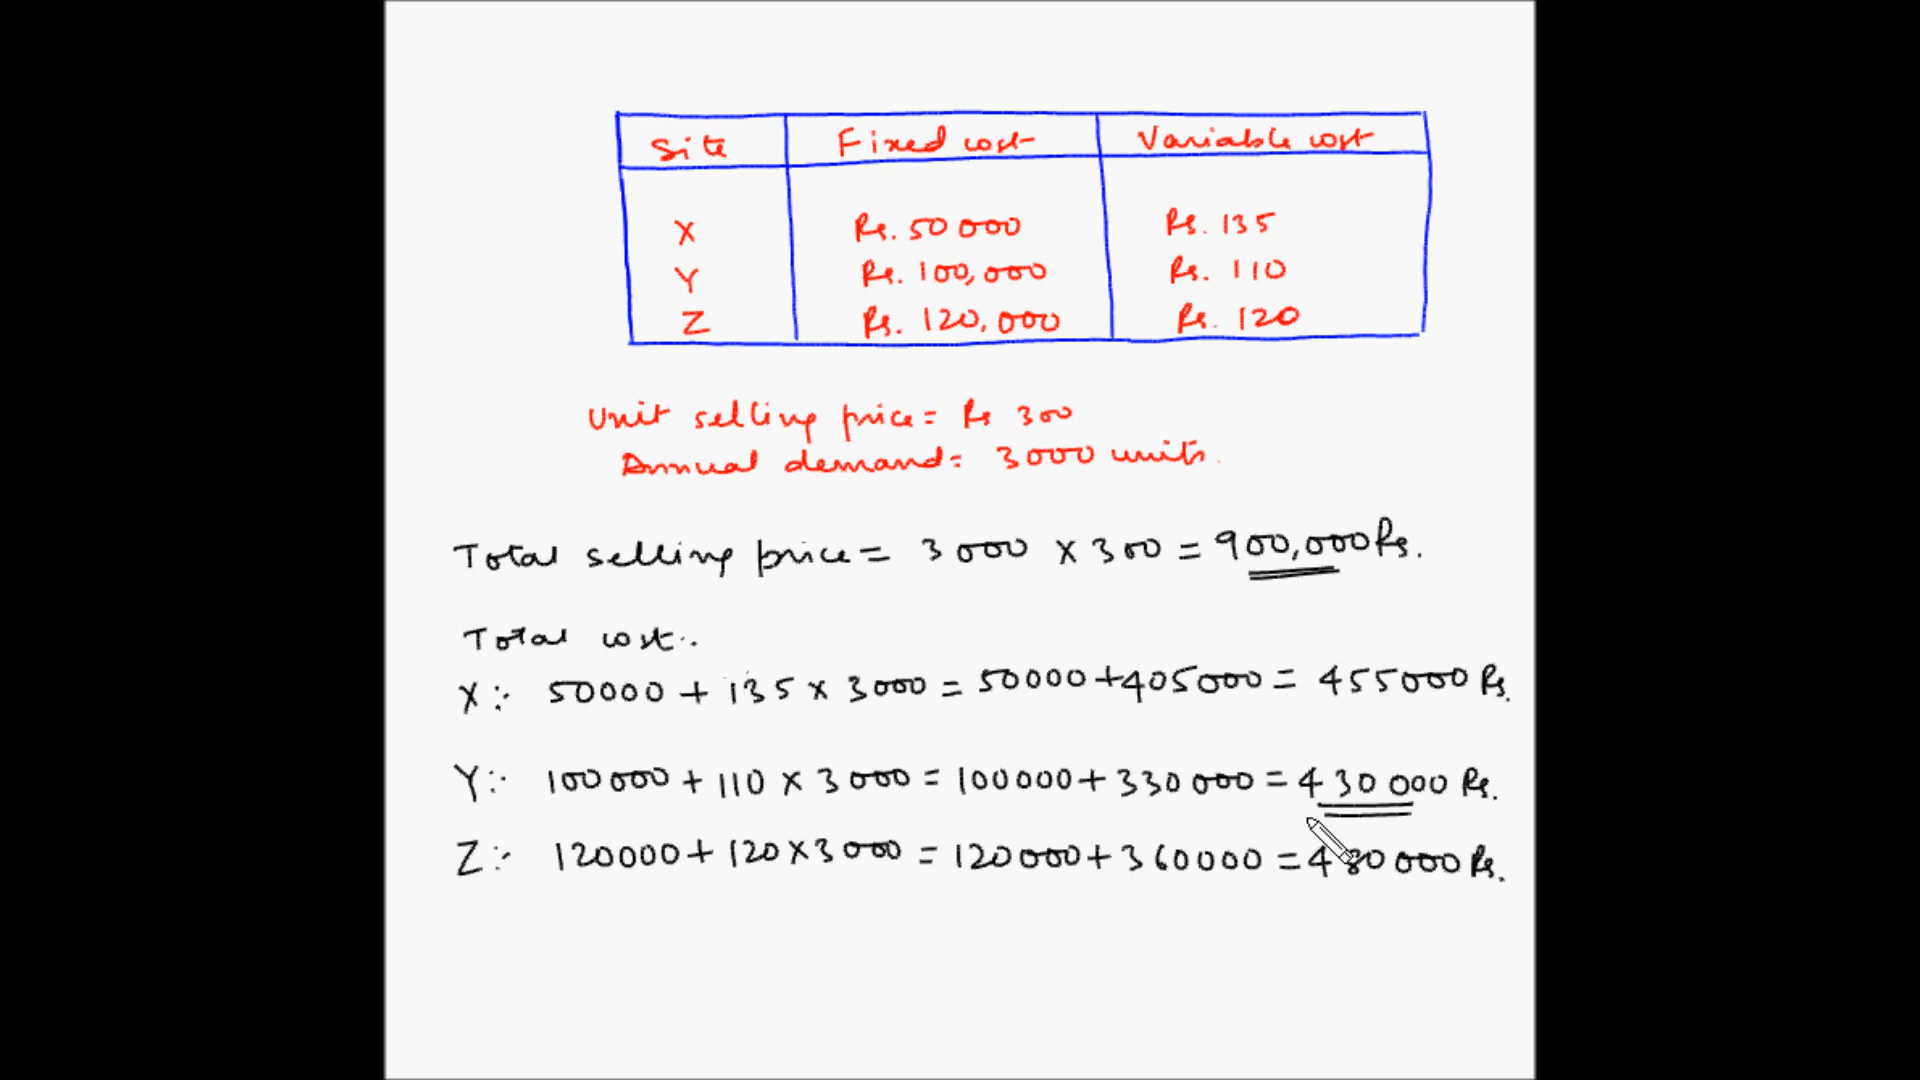 Site Fixed cost Variable cost
X Rs. 50000 Rs. 135
Y Rs. 100,000 Rs. 110
Z Rs. 120,000 Rs. 120
Unit selling price = Rs 300
Annual demand = 3000 units.
Total selling price = 3000 x 300 = 900,000 Rs.
Total cost:.
X:- 50000 + 135 x 3000 = 50000 + 405000 = 455000 Rs.
Y:- 100000 + 110 x 3000 = 100000 + 330000 = 430000 Rs.
Z:- 120000 + 120 x 3000 = 120000 + 360000 = 480000 Rs.